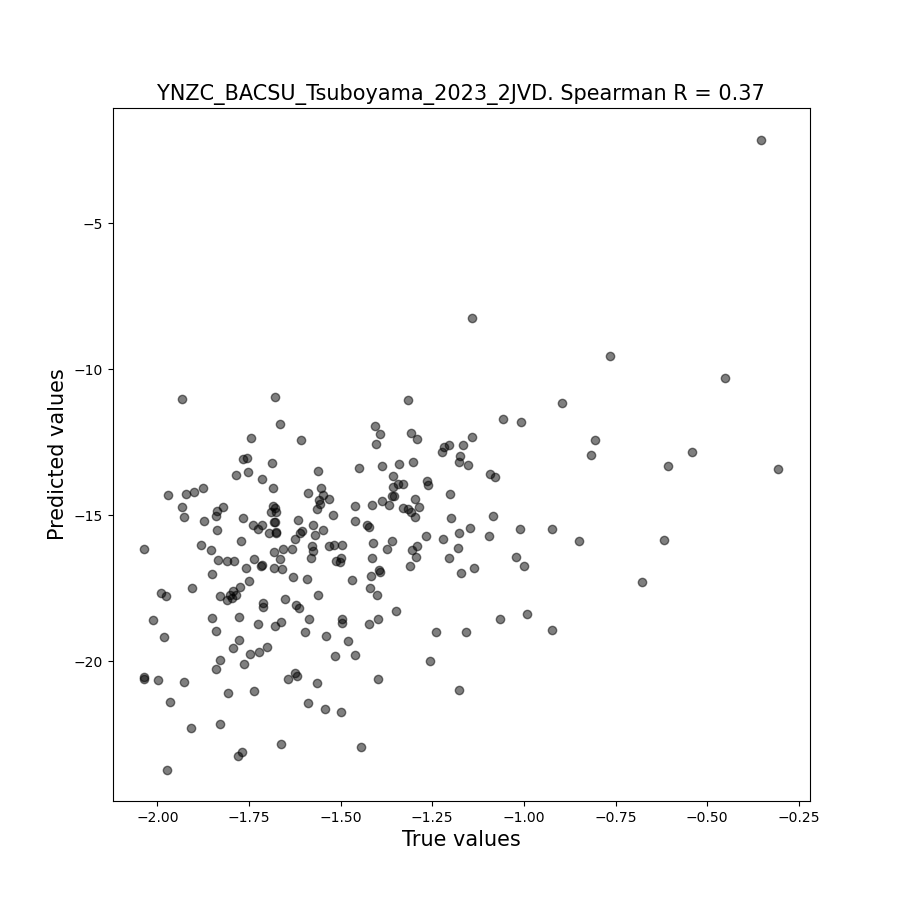 YNZC_BACSU_Tsuboyama_2023_2JVD. Spearman R = 0.37
Predicted values
−5
−10
−15
−20
−2.00 −1.75 −1.50 −1.25 −1.00 −0.75 −0.50 −0.25
True values